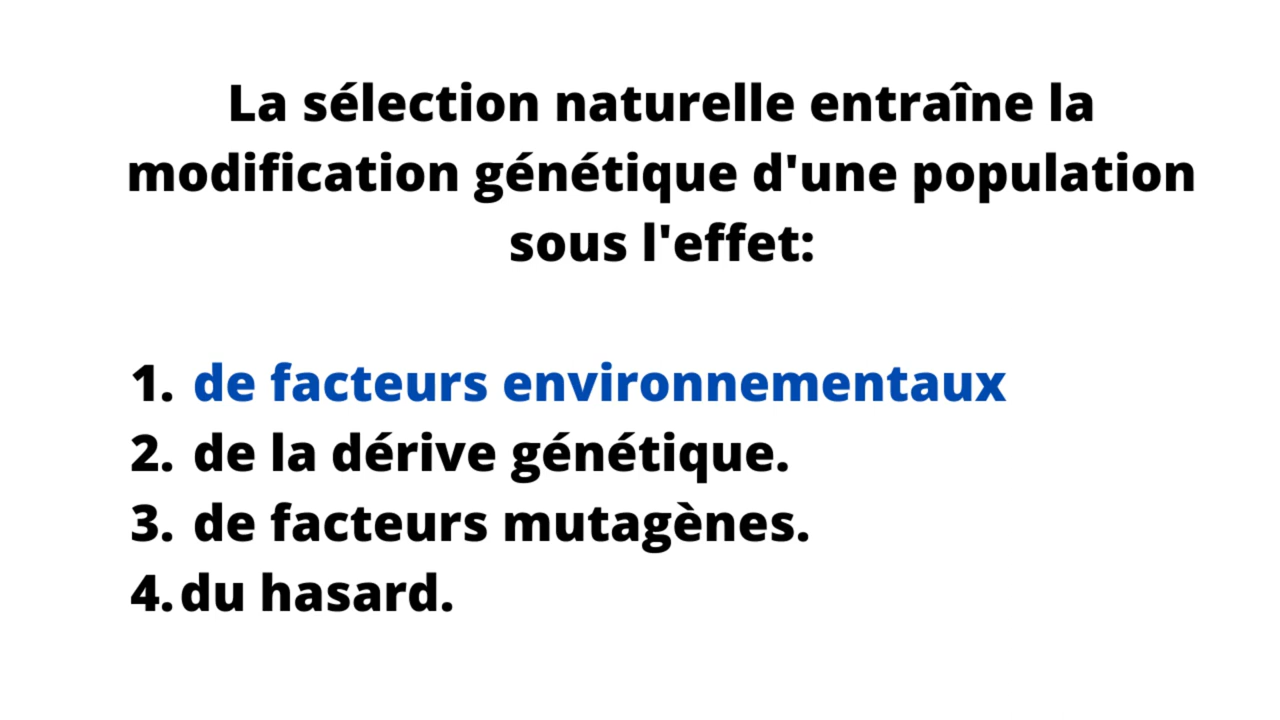 La sélection naturelle entraîne la
modification génétique d'une population
sous l'effet:
1. de facteurs environnementaux
2. de la dérive génétique.
3. de facteurs mutagènes.
4. du hasard.